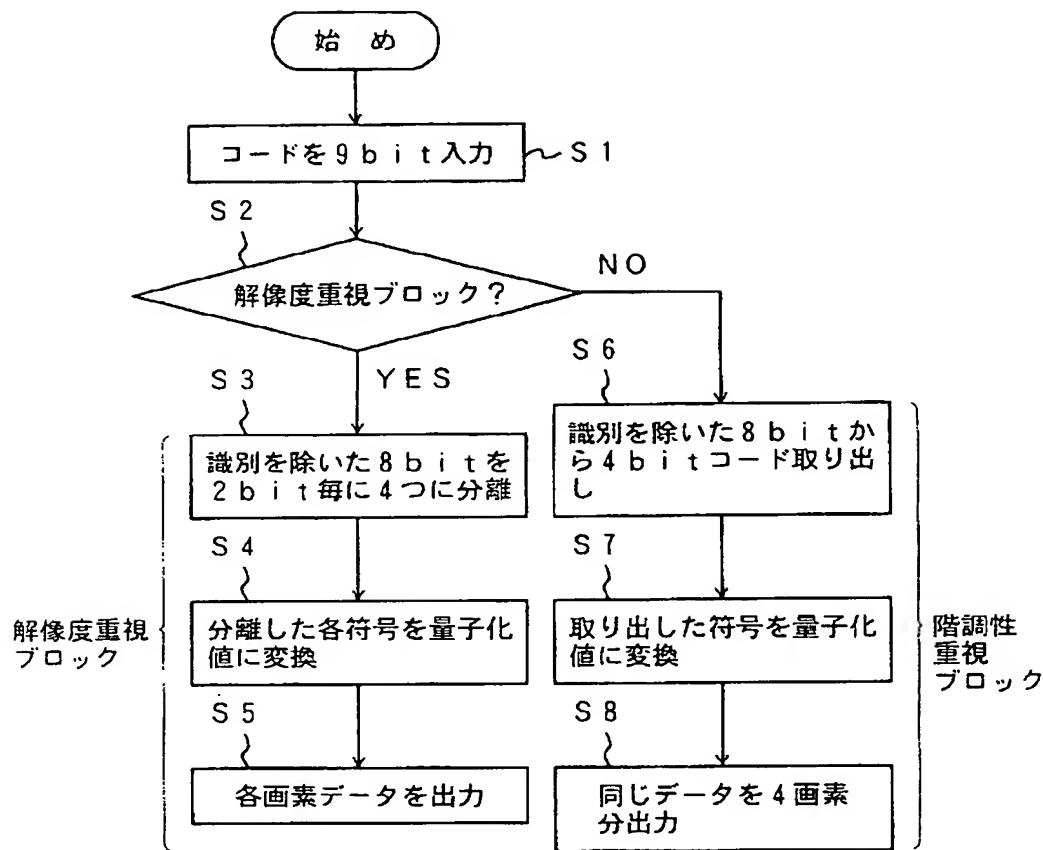 始め
コードを9bit入力
S1
S2
解像度重視ブロック?
NO
YES
S3
識別を除いた8bitを
2bit毎に4つに分離
S4
分離した各符号を量子化
値に変換
S5
各画素データを出力
解像度重視
ブロック
S6
識別を除いた8bitか
ら4bitコード取り出
し
S7
取り出した符号を量子化
値に変換
S8
同じデータを4画素
分出力
階調性
重視
ブロック